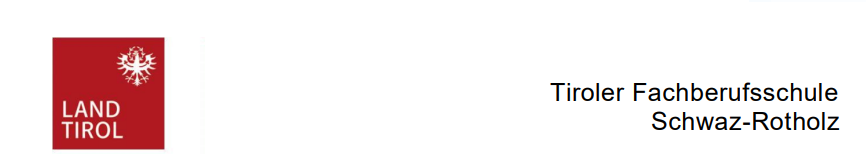 LAND
TIROL
Tiroler Fachberufsschule
Schwaz-Rotholz